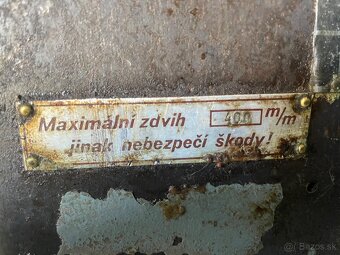 Maximální zdvih 400 m/m
jinak nebezpečí škody!
Bazos.sk